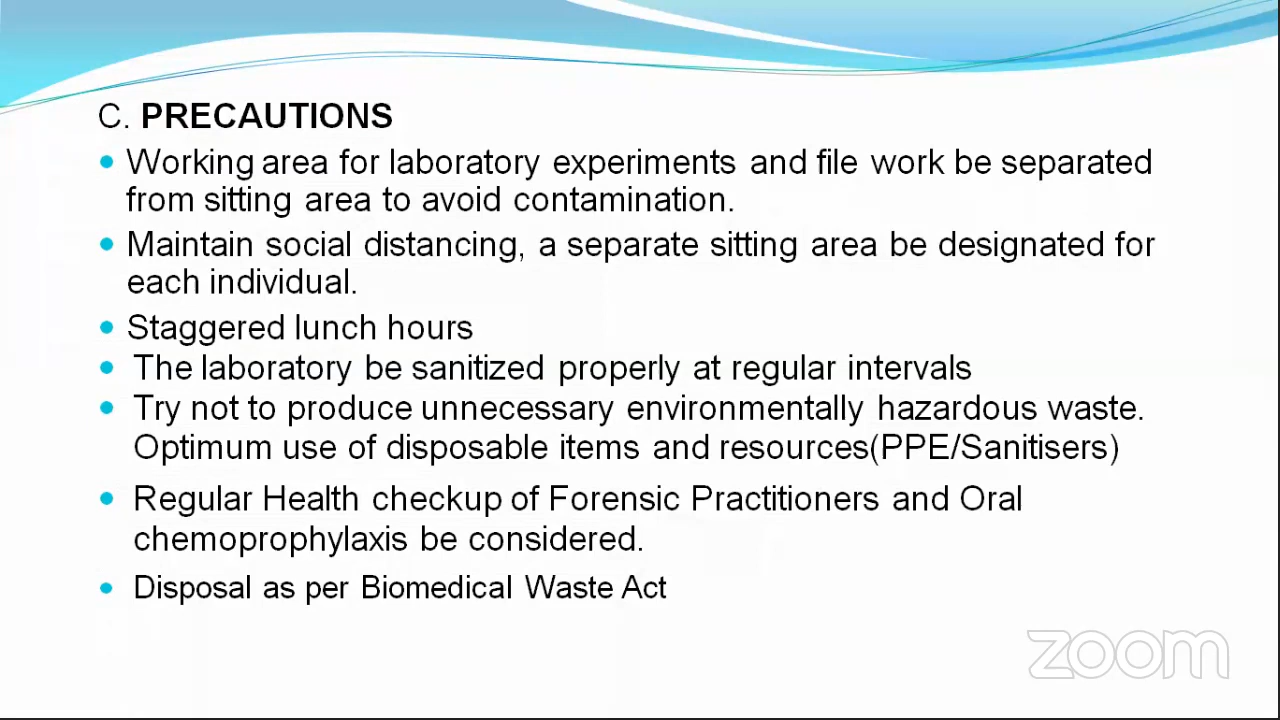 C. PRECAUTIONS
• Working area for laboratory experiments and file work be separated
from sitting area to avoid contamination.
• Maintain social distancing, a separate sitting area be designated for
each individual.
• Staggered lunch hours
• The laboratory be sanitized properly at regular intervals
• Try not to produce unnecessary environmentally hazardous waste.
Optimum use of disposable items and resources(PPE/Sanitisers)
• Regular Health checkup of Forensic Practitioners and Oral
chemoprophylaxis be considered.
• Disposal as per Biomedical Waste Act
zoom